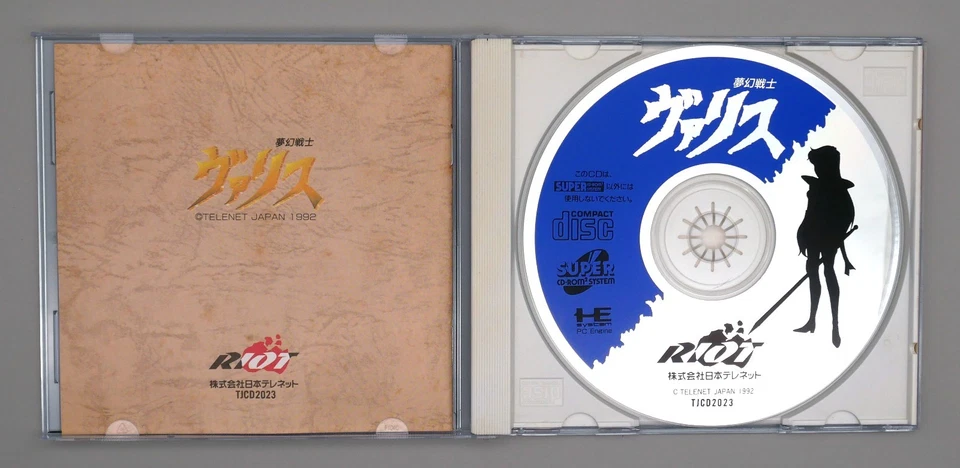 夢幻戦士
ヴァリス
©TELENET JAPAN 1992
RIOT
株式会社日本テレネット
TJCD2023
夢幻戦士
ヴァリス
このCDは、
SUPER CD-ROM² SYSTEM 以外には
使用しないでください。
COMPACT
disc
SUPER
CD-ROM² SYSTEM
HE
SYSTEM
PC Engine
RIOT
株式会社日本テレネット
© TELENET JAPAN 1992
TJCD2023